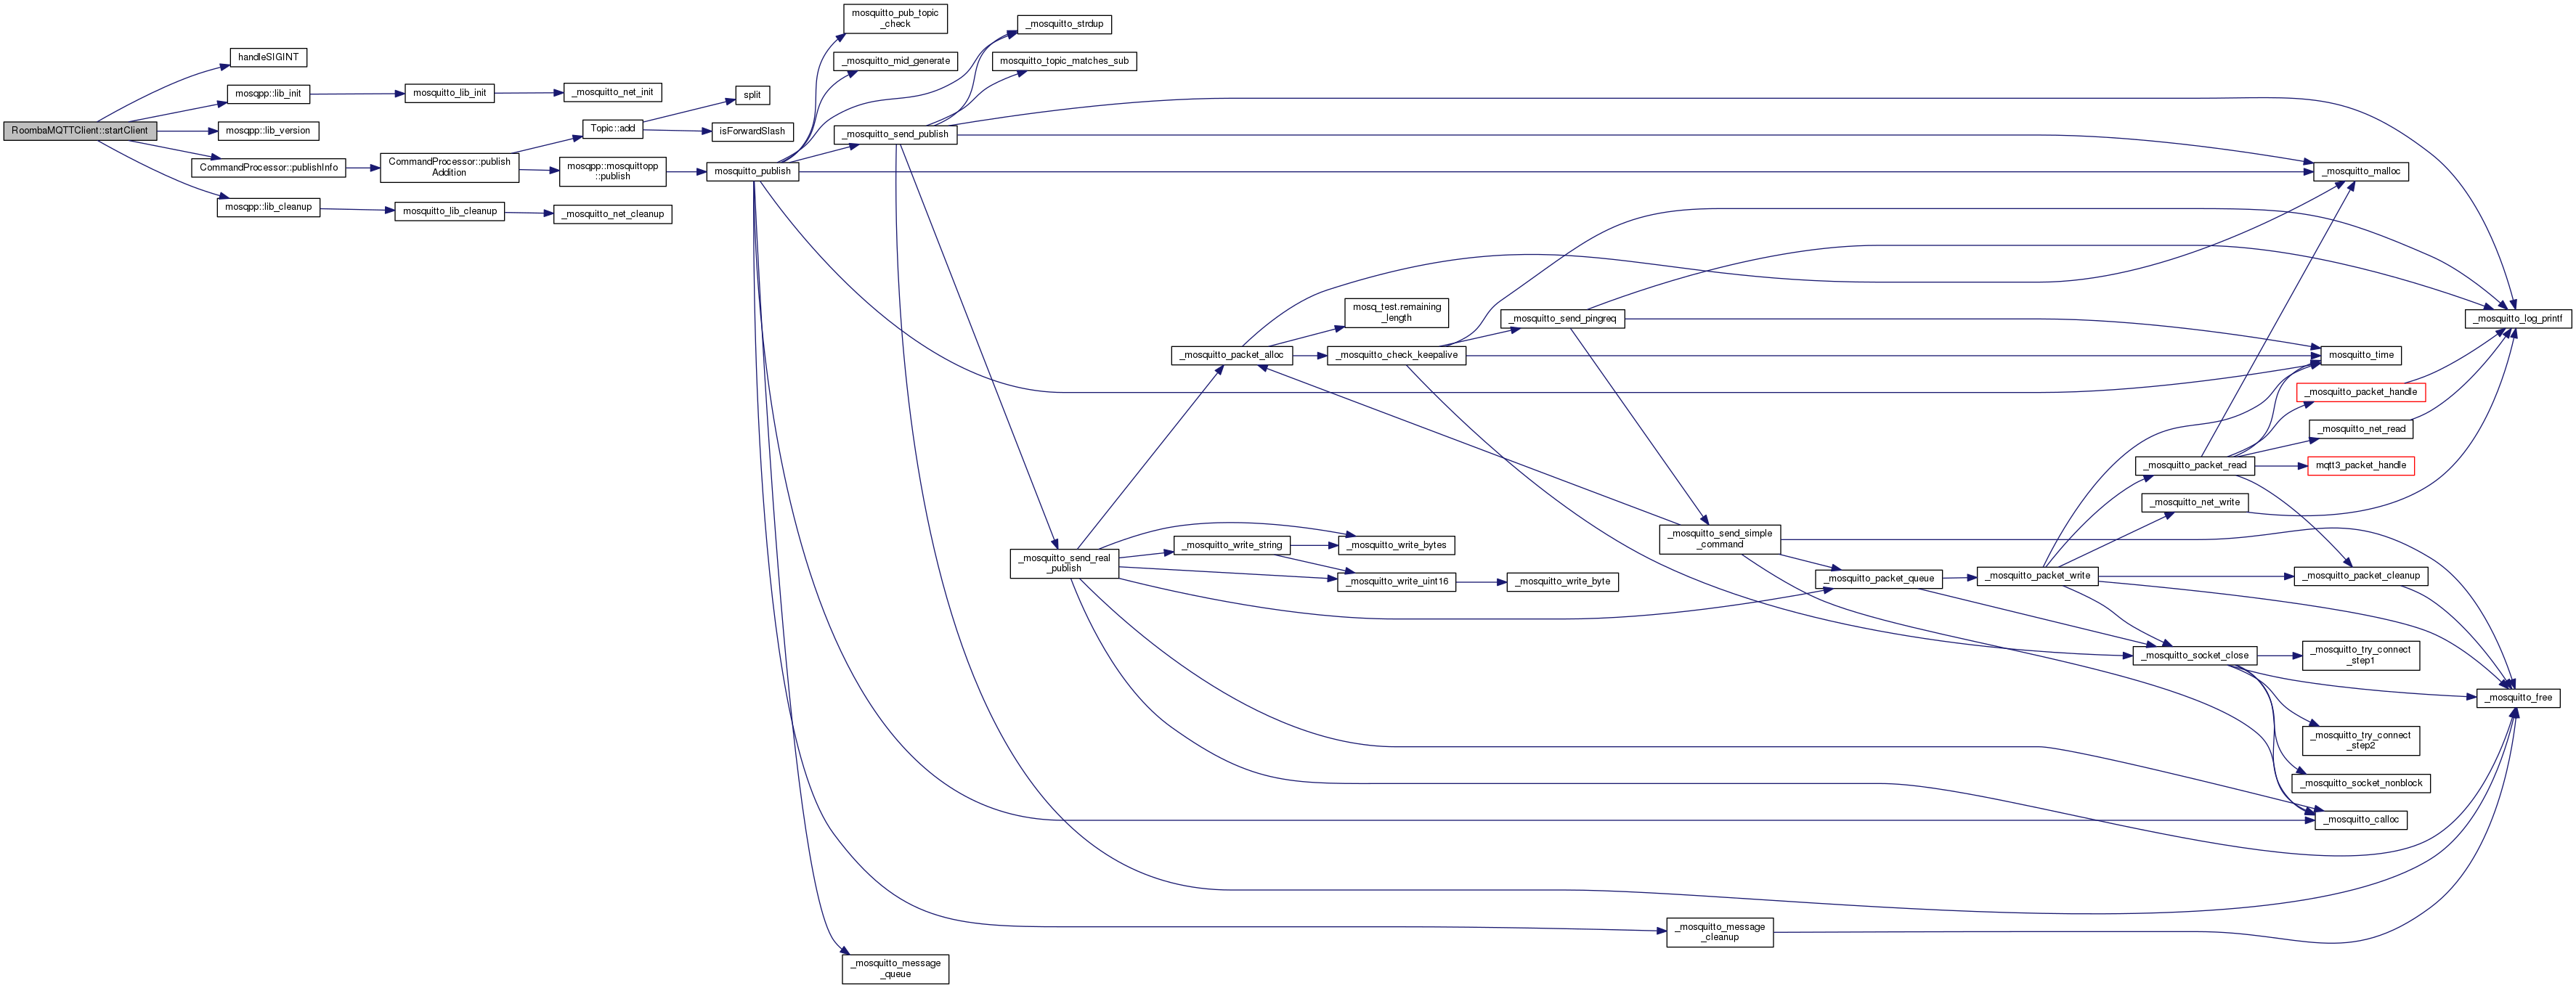 RoombaMQTTClient::startClient
handleSIGINT
mosqpp::lib_init
mosqpp::lib_version
CommandProcessor::publishInfo
mosqpp::lib_cleanup
mosquitto_lib_init
CommandProcessor::publish
Addition
mosquitto_lib_cleanup
_mosquitto_net_init
Topic::add
mosqpp::mosquittopp
::publish
_mosquitto_net_cleanup
split
isForwardSlash
mosquitto_publish
mosquitto_pub_topic
_check
_mosquitto_mid_generate
_mosquitto_send_publish
_mosquitto_message
_queue
_mosquitto_strdup
mosquitto_topic_matches_sub
_mosquitto_send_real
_publish
_mosquitto_packet_alloc
_mosquitto_write_string
mosq_test.remaining
_length
_mosquitto_check_keepalive
_mosquitto_write_bytes
_mosquitto_write_uint16
_mosquitto_send_pingreq
_mosquitto_write_byte
_mosquitto_send_simple
_command
_mosquitto_message
_cleanup
_mosquitto_packet_queue
_mosquitto_packet_write
_mosquitto_packet_read
_mosquitto_net_write
_mosquitto_socket_close
_mosquitto_malloc
mosquitto_time
_mosquitto_packet_handle
_mosquitto_net_read
mqtt3_packet_handle
_mosquitto_packet_cleanup
_mosquitto_try_connect
_step1
_mosquitto_try_connect
_step2
_mosquitto_socket_nonblock
_mosquitto_calloc
_mosquitto_log_printf
_mosquitto_free